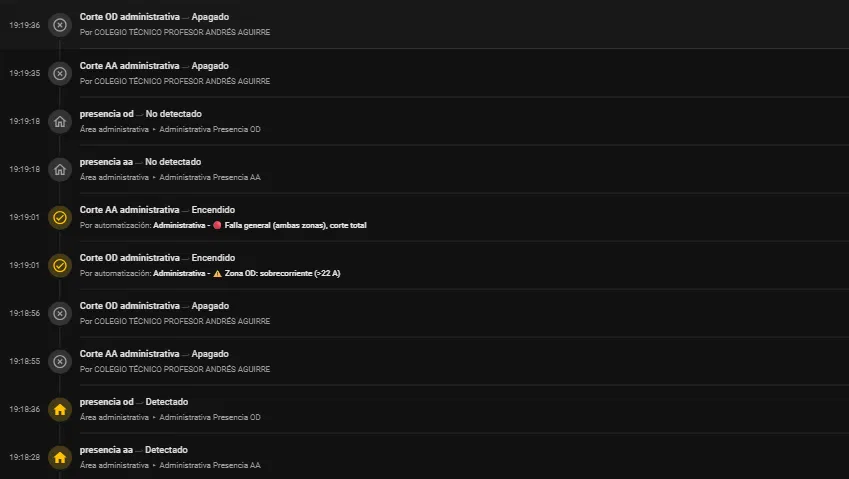 19:19:36 Corte OD administrativa — Apagado
Por COLEGIO TÉCNICO PROFESOR ANDRÉS AGUIRRE
19:19:35 Corte AA administrativa — Apagado
Por COLEGIO TÉCNICO PROFESOR ANDRÉS AGUIRRE
19:19:18 presencia od — No detectado
Área administrativa • Administrativa Presencia OD
19:19:18 presencia aa — No detectado
Área administrativa • Administrativa Presencia AA
19:19:01 Corte AA administrativa — Encendido
Por automatización: Administrativa - 🔴 Falla general (ambas zonas), corte total
19:19:01 Corte OD administrativa — Encendido
Por automatización: Administrativa - ⚠️ Zona OD: sobrecorriente (>22 A)
19:18:56 Corte OD administrativa — Apagado
Por COLEGIO TÉCNICO PROFESOR ANDRÉS AGUIRRE
19:18:55 Corte AA administrativa — Apagado
Por COLEGIO TÉCNICO PROFESOR ANDRÉS AGUIRRE
19:18:36 presencia od — Detectado
Área administrativa • Administrativa Presencia OD
19:18:28 presencia aa — Detectado
Área administrativa • Administrativa Presencia AA